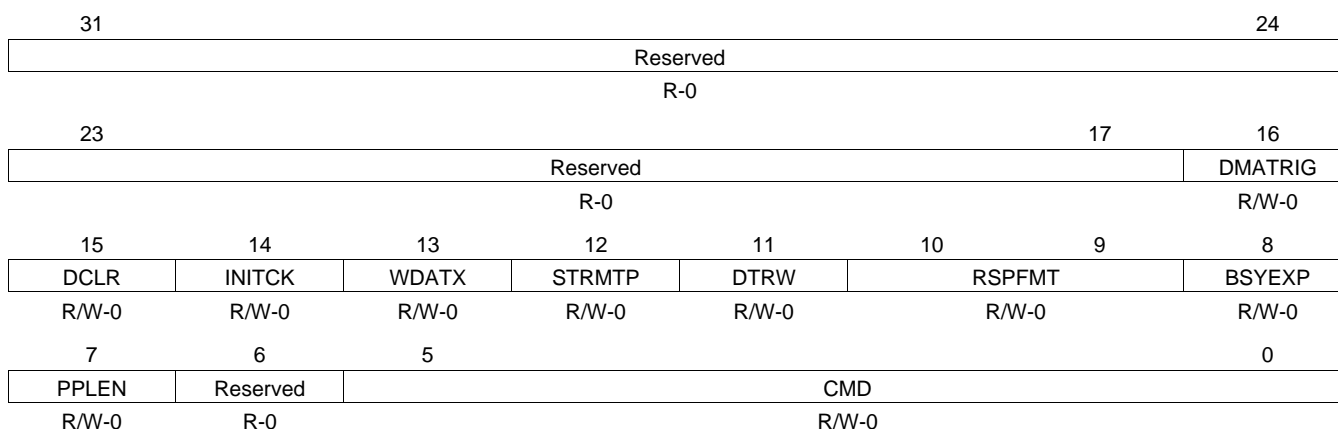 31 24
Reserved
R-0
23 17 16
Reserved DMATRIG
R-0 R/W-0
15 14 13 12 11 10 9 8
DCLR INITCK WDATX STRMTP DTRW RSPFMT BSYEXP
R/W-0 R/W-0 R/W-0 R/W-0 R/W-0 R/W-0 R/W-0
7 6 5 0
PPLEN Reserved CMD
R/W-0 R-0 R/W-0